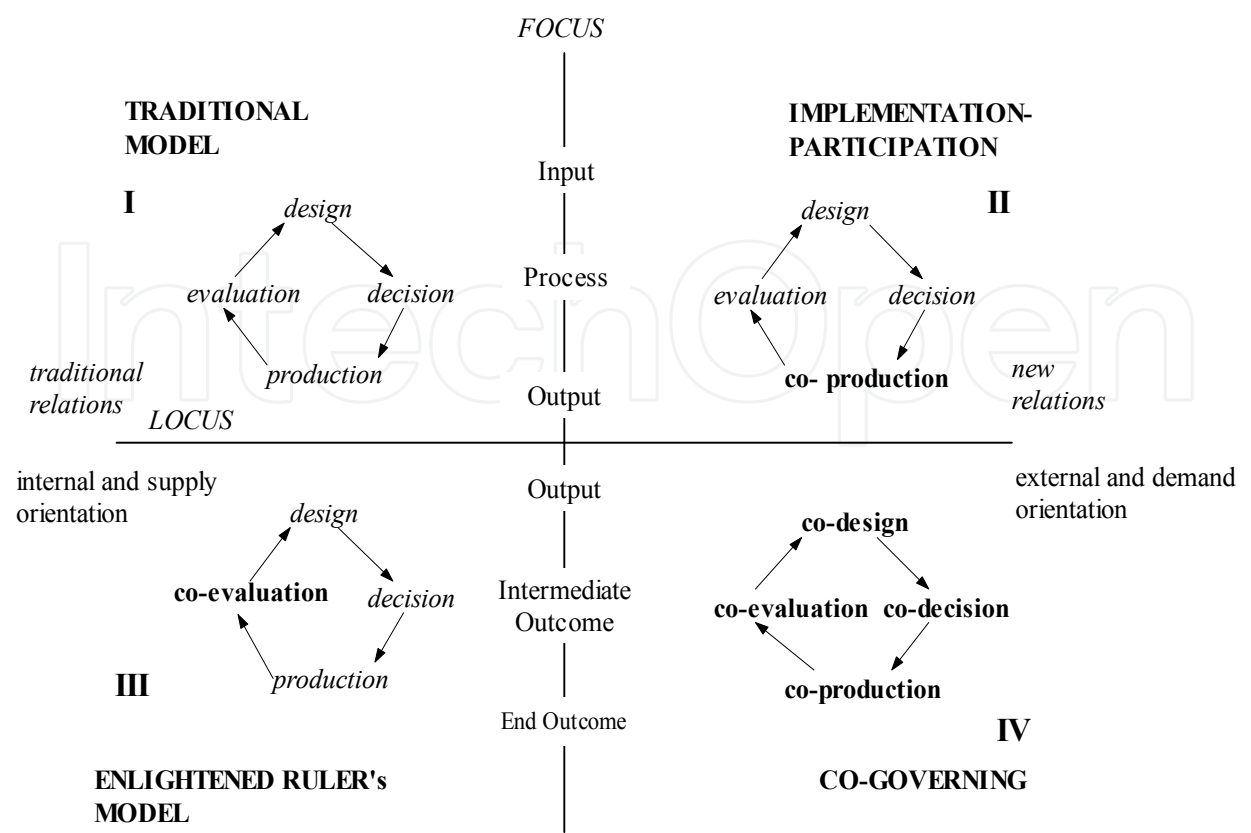 FOCUS
TRADITIONAL
MODEL
I
design
evaluation
decision
production
traditional
relations
LOCUS
Input
Process
Output
IMPLEMENTATION-
PARTICIPATION
II
design
evaluation
decision
co- production
new
relations
IntechOpen
internal and supply
orientation
design
co-evaluation
decision
production
III
ENLIGHTENED RULER's
MODEL
Output
Intermediate
Outcome
End Outcome
external and demand
orientation
co-design
co-evaluation
co-decision
co-production
IV
CO-GOVERNING